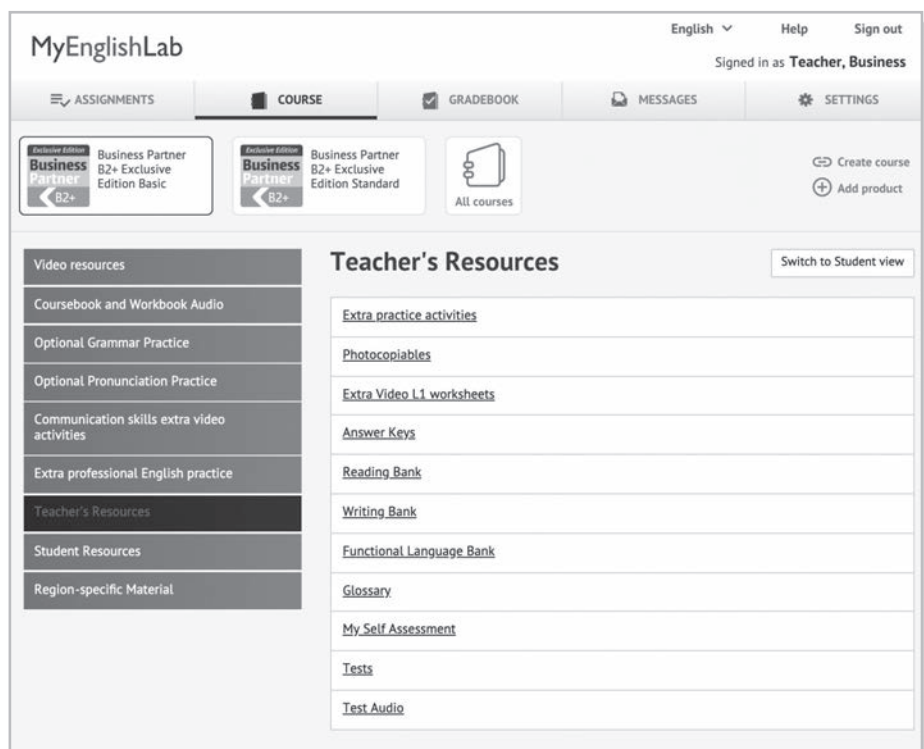 MyEnglishLab
English
Help
Sign out
Signed in as Teacher, Business
ASSIGNMENTS
COURSE
GRADEBOOK
MESSAGES
SETTINGS
Exclusive Edition
Business
Partner
B2+
Business Partner
B2+ Exclusive
Edition Basic
Exclusive Edition
Business
Partner
B2+
Business Partner
B2+ Exclusive
Edition Standard
All courses
Create course
Add product
Video resources
Coursebook and Workbook Audio
Optional Grammar Practice
Optional Pronunciation Practice
Communication skills extra video
activities
Extra professional English practice
Teacher's Resources
Student Resources
Region-specific Material
Teacher's Resources
Switch to Student view
Extra practice activities
Photocopiables
Extra Video L1 worksheets
Answer Keys
Reading Bank
Writing Bank
Functional Language Bank
Glossary
My Self Assessment
Tests
Test Audio